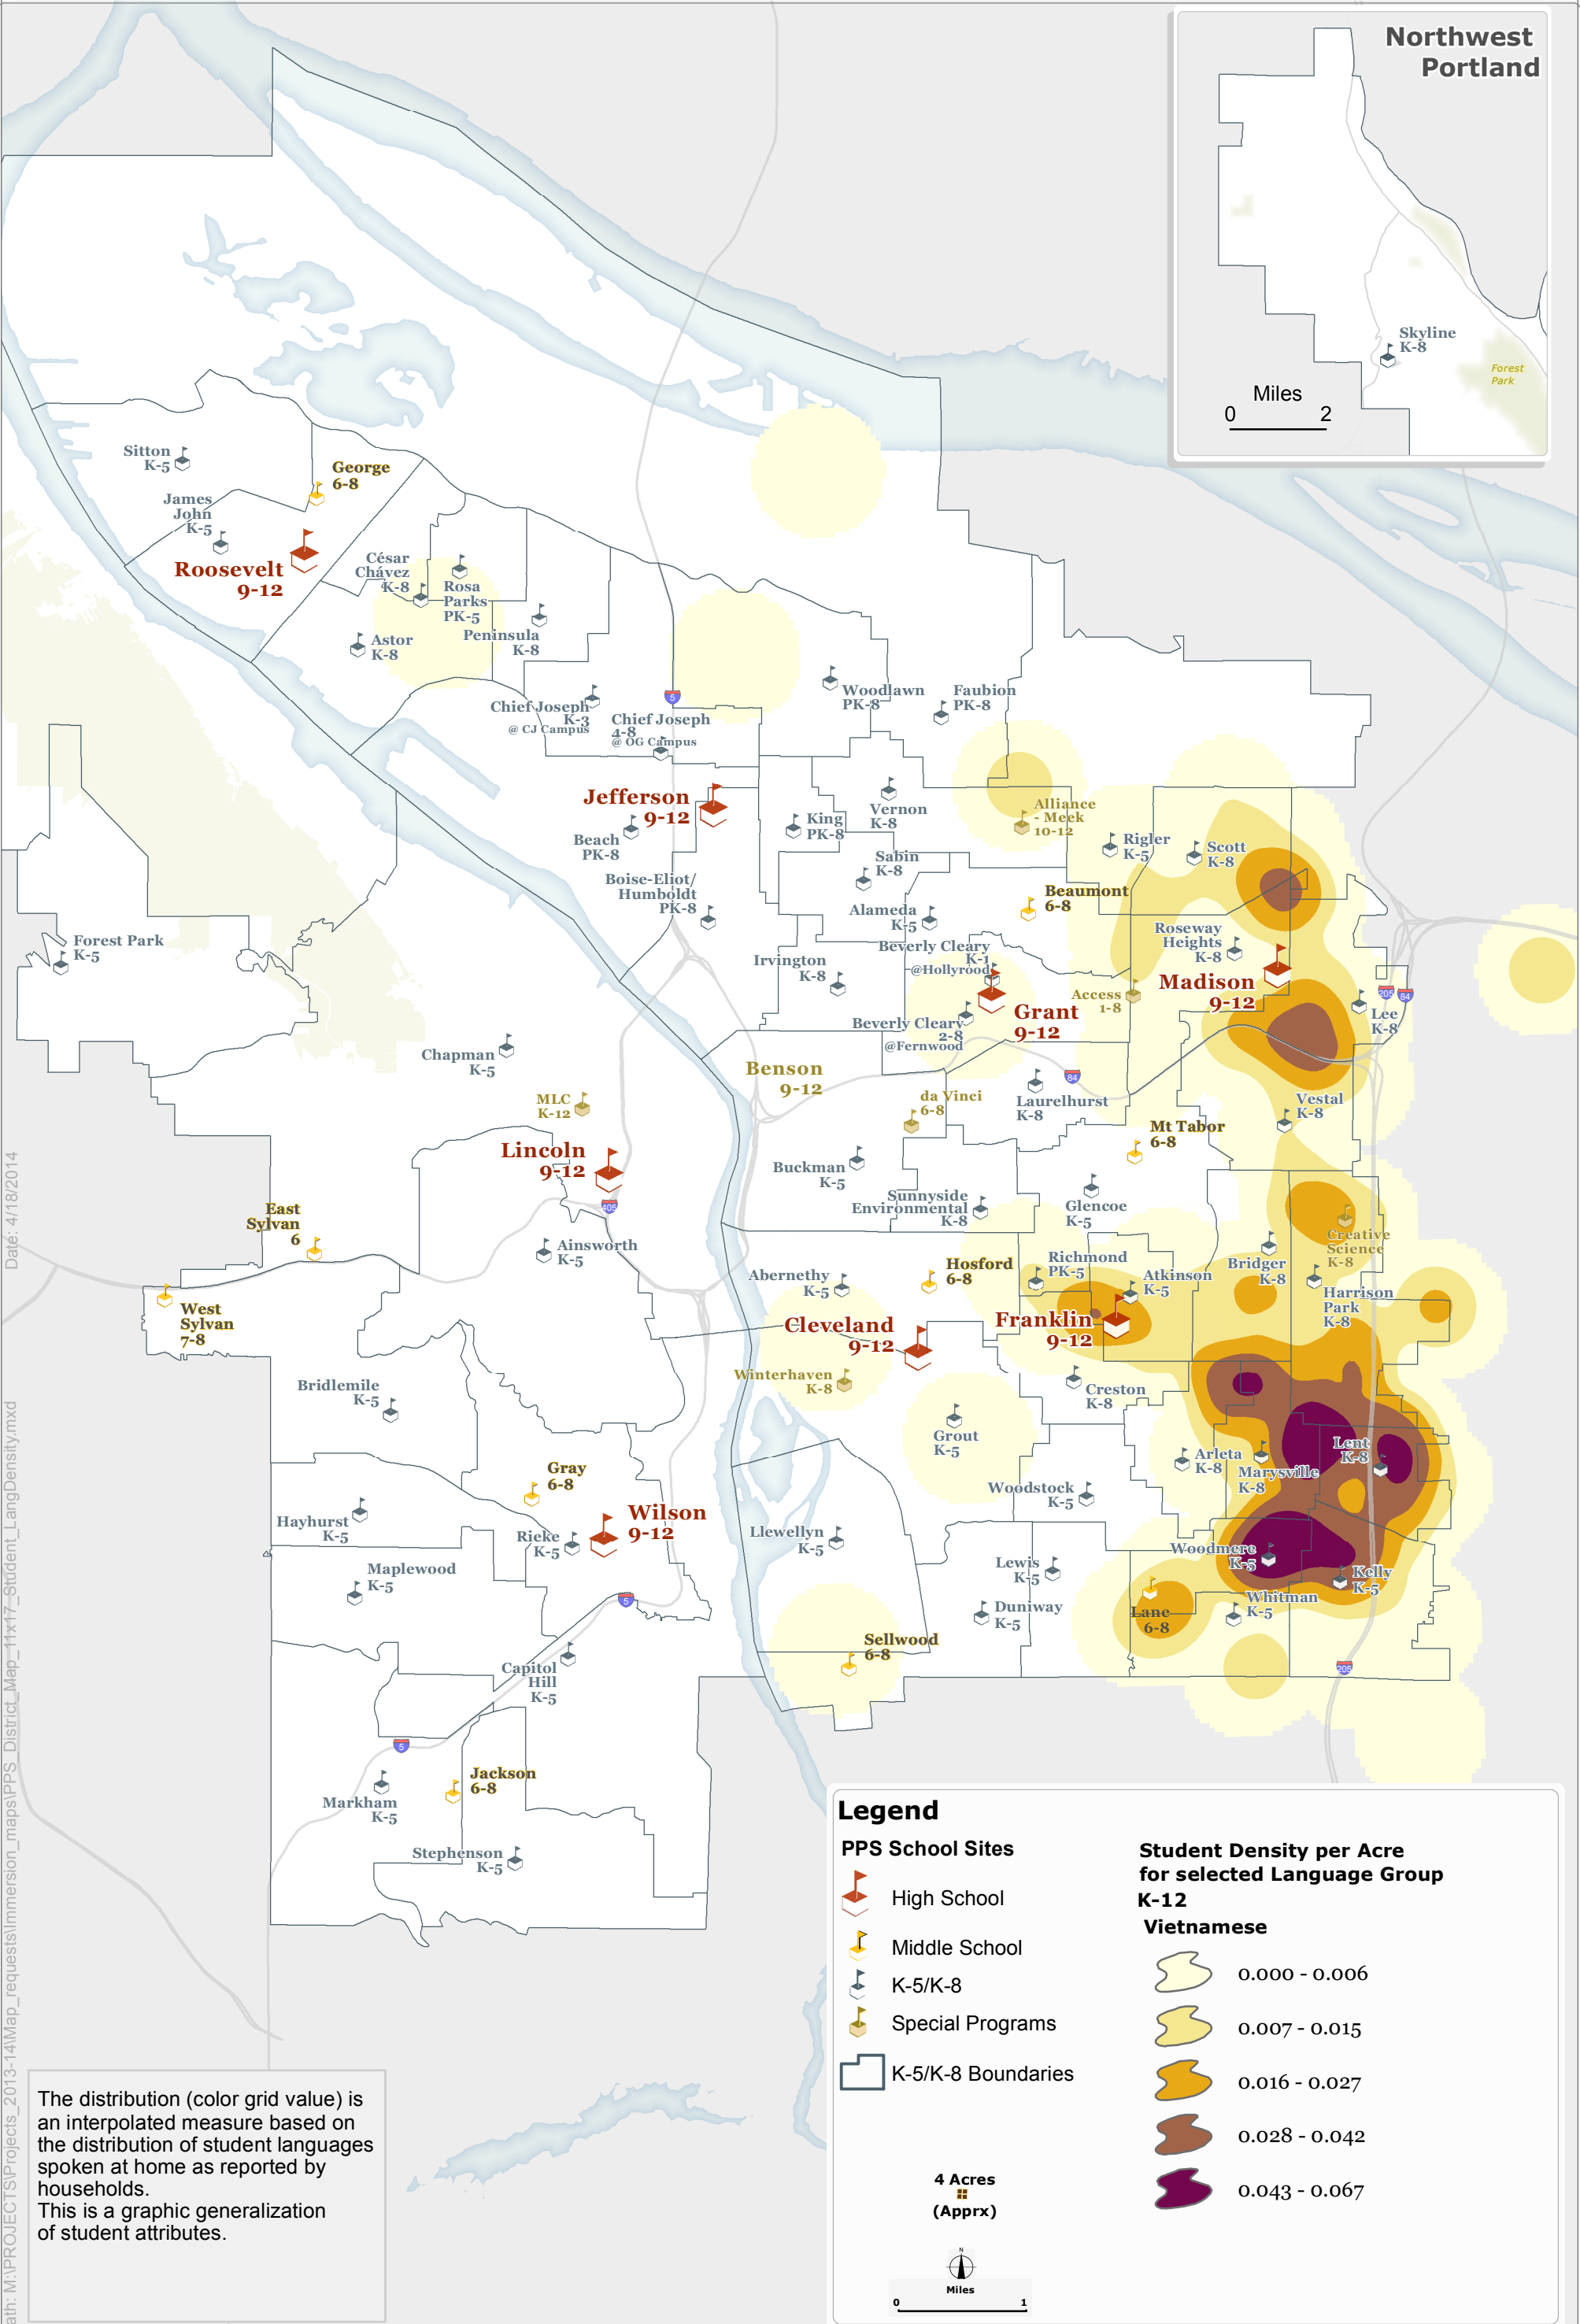 Northwest
Portland
Skyline
K-8
Forest
Park
Miles
0 2
Sitton
K-5
George
6-8
James
John
K-5
Roosevelt
9-12
César
Chávez
K-8
Rosa
Parks
PK-5
Peninsula
K-8
Astor
K-8
Chief Joseph
K-3
@ CJ Campus
Chief Joseph
4-8
@ OG Campus
5
Woodlawn
PK-8
Faubion
PK-8
Jefferson
9-12
Beach
PK-8
King
PK-8
Vernon
K-8
Alliance
- Meek
10-12
Rigler
K-5
Scott
K-8
Sabin
K-8
Boise-Eliot/
Humboldt
PK-8
Alameda
K-5
Beaumont
6-8
Roseway
Heights
K-8
Forest Park
K-5
Irvington
K-8
Beverly Cleary
K-1
@Hollyrood
Access
1-8
Madison
9-12
205
84
Lee
K-8
Grant
9-12
Beverly Cleary
2-8
@Fernwood
Chapman
K-5
Benson
9-12
84
Laurelhurst
K-8
MLC
K-12
da Vinci
6-8
Vestal
K-8
Mt Tabor
6-8
Lincoln
9-12
405
Buckman
K-5
Sunnyside
Environmental
K-8
Glencoe
K-5
East
Sylvan
6
Ainsworth
K-5
Creative
Science
K-8
Bridger
K-8
Abernethy
K-5
Hosford
6-8
Richmond
PK-5
Atkinson
K-5
Harrison
Park
K-8
West
Sylvan
7-8
Cleveland
9-12
Franklin
9-12
Winterhaven
K-8
Creston
K-8
Bridlemile
K-5
Grout
K-5
Arleta
K-8
Marysville
K-8
Lent
K-8
Gray
6-8
Woodstock
K-5
Hayhurst
K-5
Rieke
K-5
Wilson
9-12
Llewellyn
K-5
Woodmere
K-5
Kelly
K-5
Lewis
K-5
Maplewood
K-5
5
Duniway
K-5
Lane
6-8
Whitman
K-5
Sellwood
6-8
205
Capitol
Hill
K-5
5
Markham
K-5
Jackson
6-8
Stephenson
K-5
Date: 4/18/2014
ath: M:\PROJECTS\Projects_2013-14\Map_requests\Immersion_maps\PPS_District_Map_11x17_Student_LangDensity.mxd
The distribution (color grid value) is
an interpolated measure based on
the distribution of student languages
spoken at home as reported by
households.
This is a graphic generalization
of student attributes.
Legend
PPS School Sites
High School
Middle School
K-5/K-8
Special Programs
K-5/K-8 Boundaries
Student Density per Acre
for selected Language Group
K-12
Vietnamese
0.000 - 0.006
0.007 - 0.015
0.016 - 0.027
0.028 - 0.042
0.043 - 0.067
4 Acres
(Apprx)
N
Miles
0 1